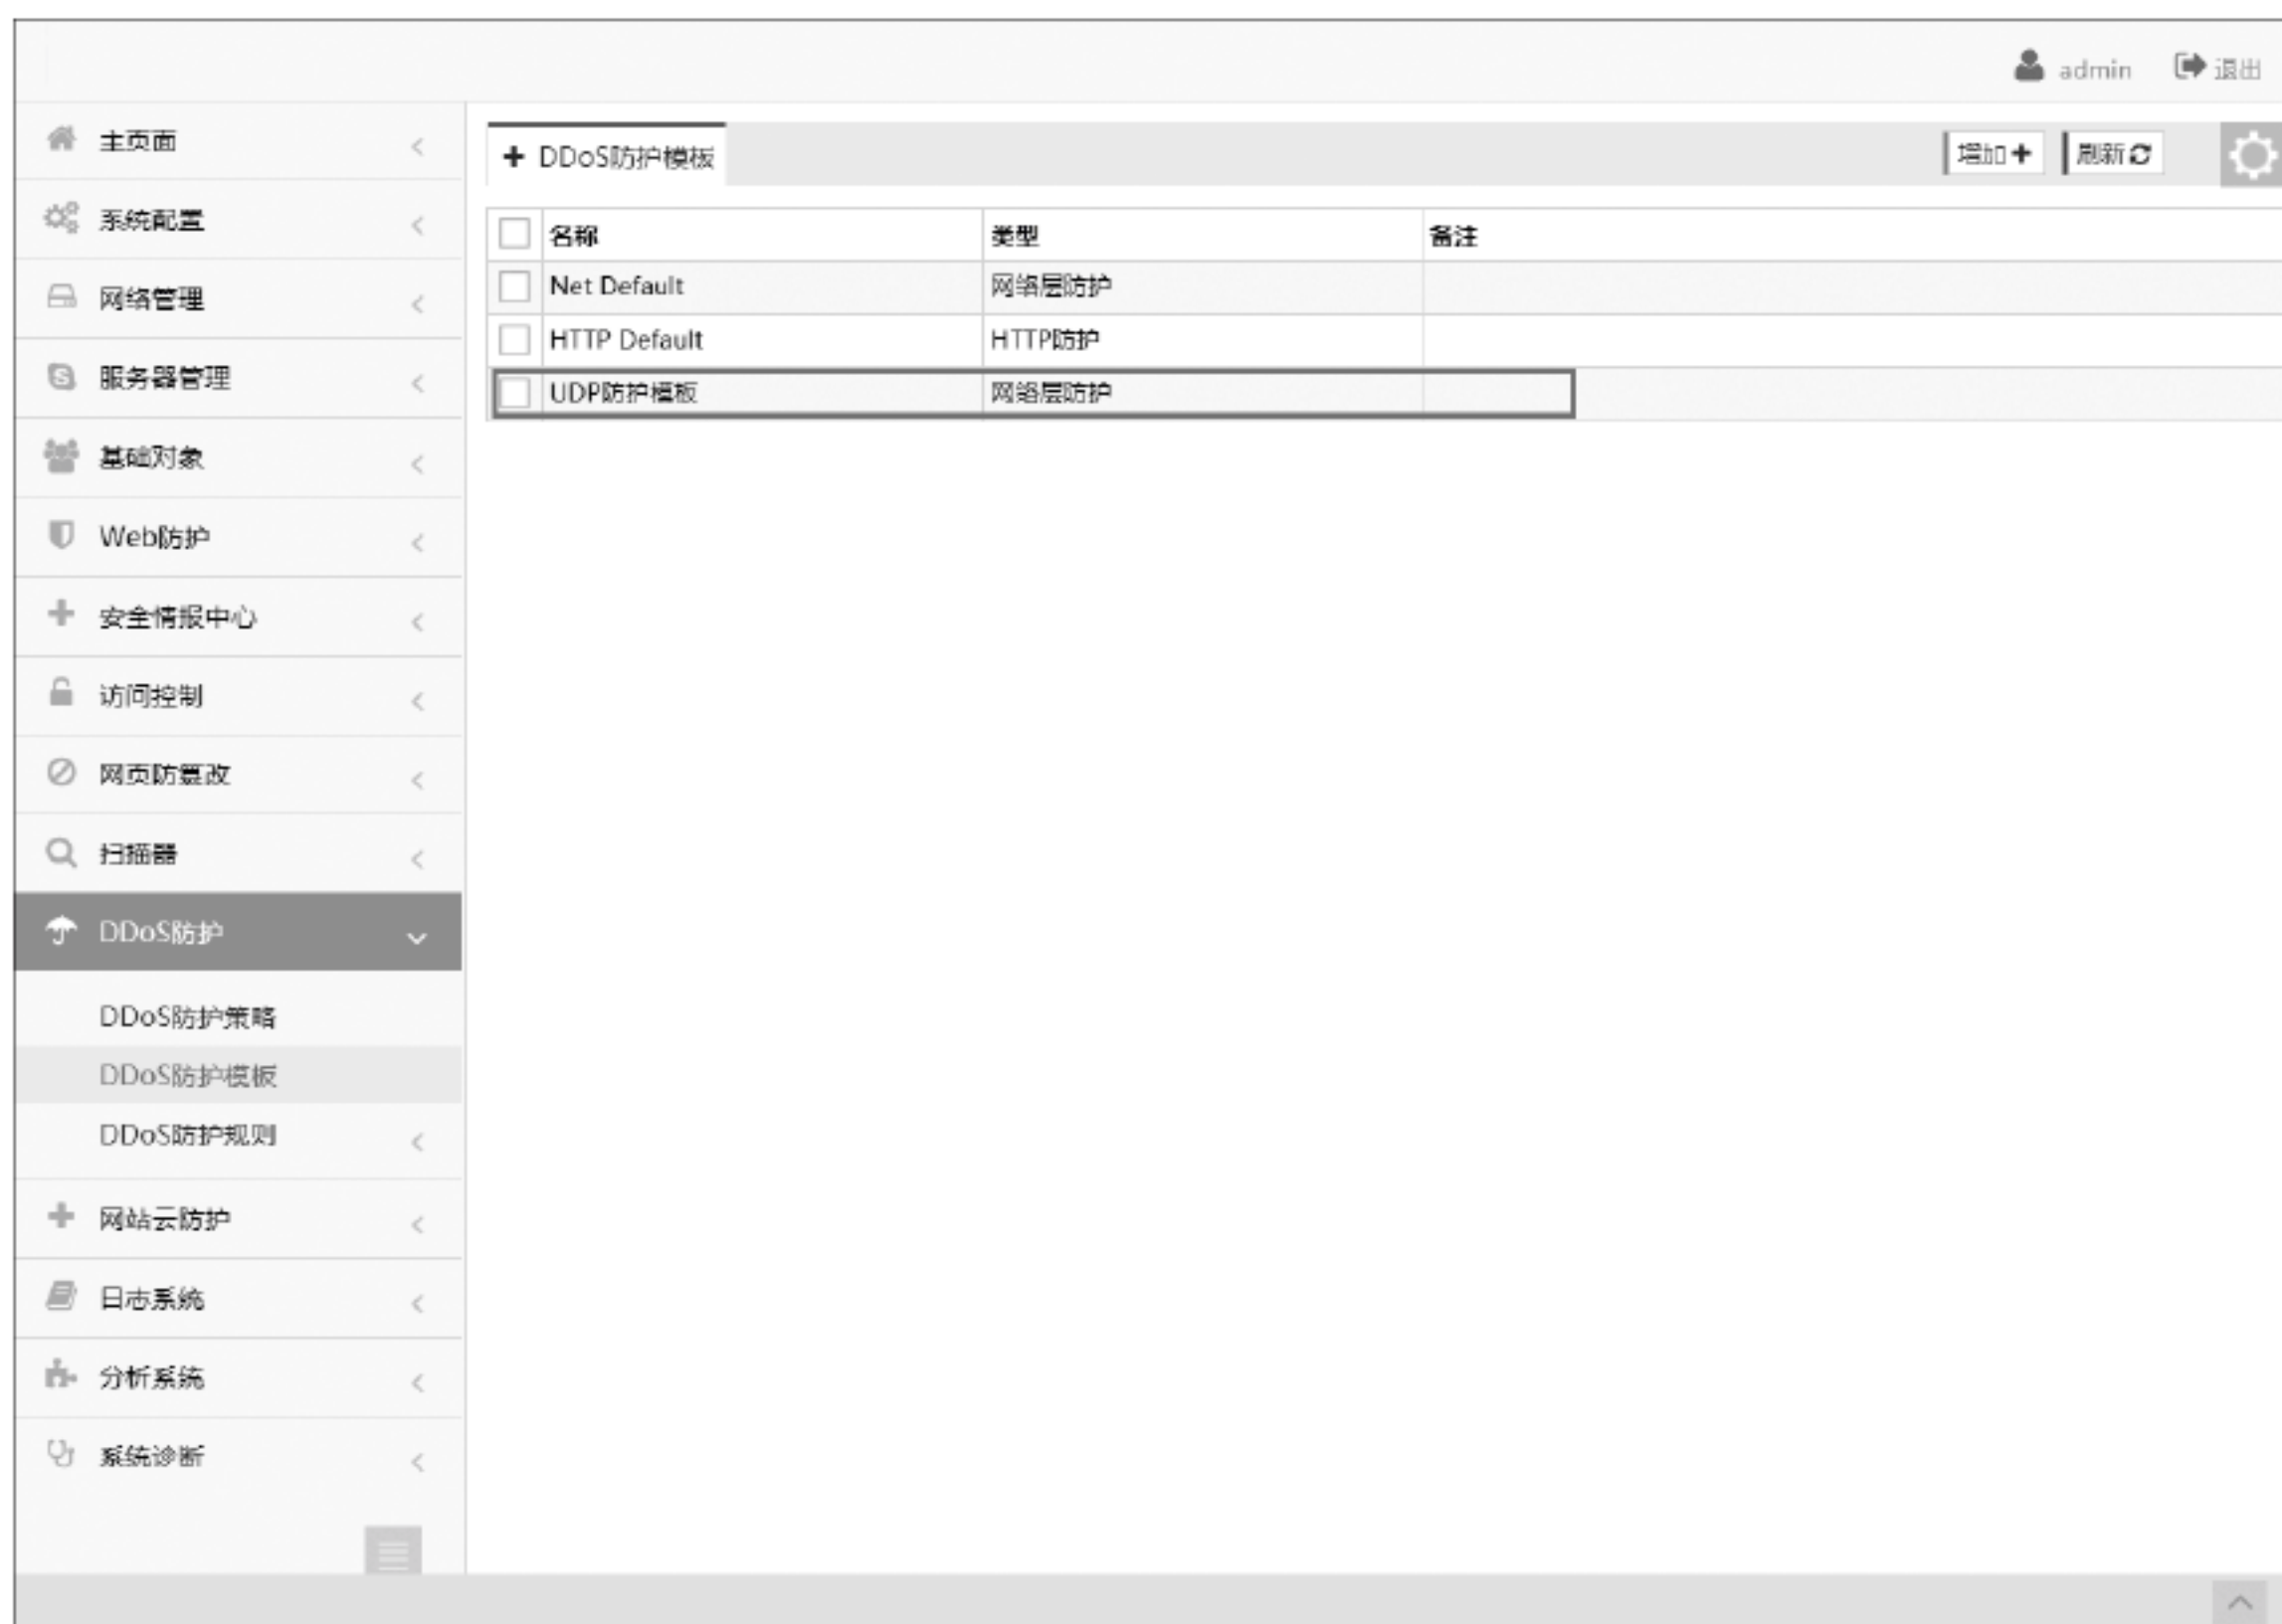 admin 退出
主页面
系统配置
网络管理
服务器管理
基础对象
Web防护
安全情报中心
访问控制
网页防篡改
扫描器
DDoS防护
DDoS防护策略
DDoS防护模板
DDoS防护规则
网站云防护
日志系统
分析系统
系统诊断
DDoS防护模板 增加 刷新
名称 类型 备注
Net Default 网络层防护
HTTP Default HTTP防护
UDP防护模板 网络层防护